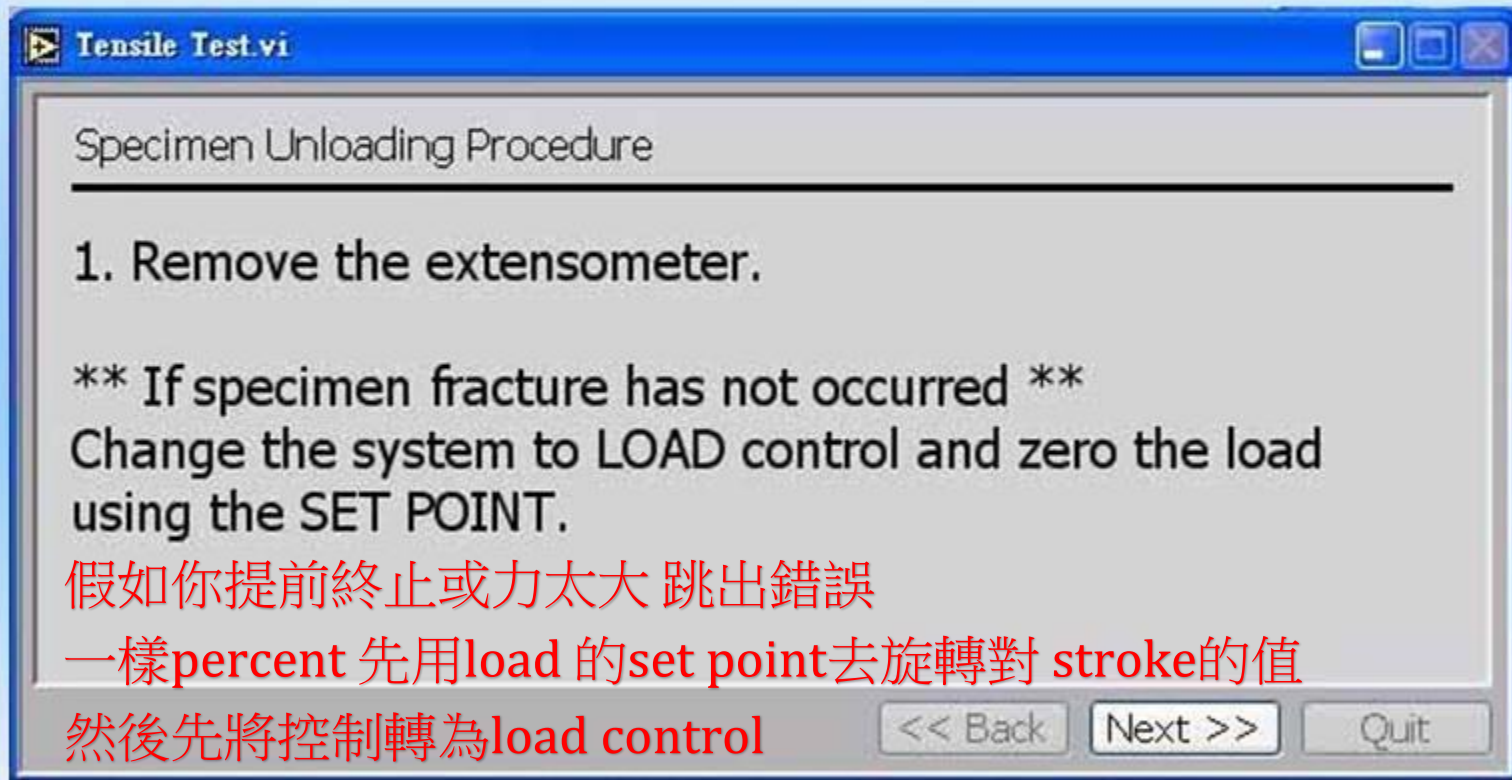 Tensile Test.vi
Specimen Unloading Procedure
1. Remove the extensometer.
** If specimen fracture has not occurred **
Change the system to LOAD control and zero the load
using the SET POINT.
假如你提前終止或力太大 跳出錯誤
一樣percent 先用load 的set point去旋轉對 stroke的值
然後先將控制轉為load control
<< Back Next >> Quit